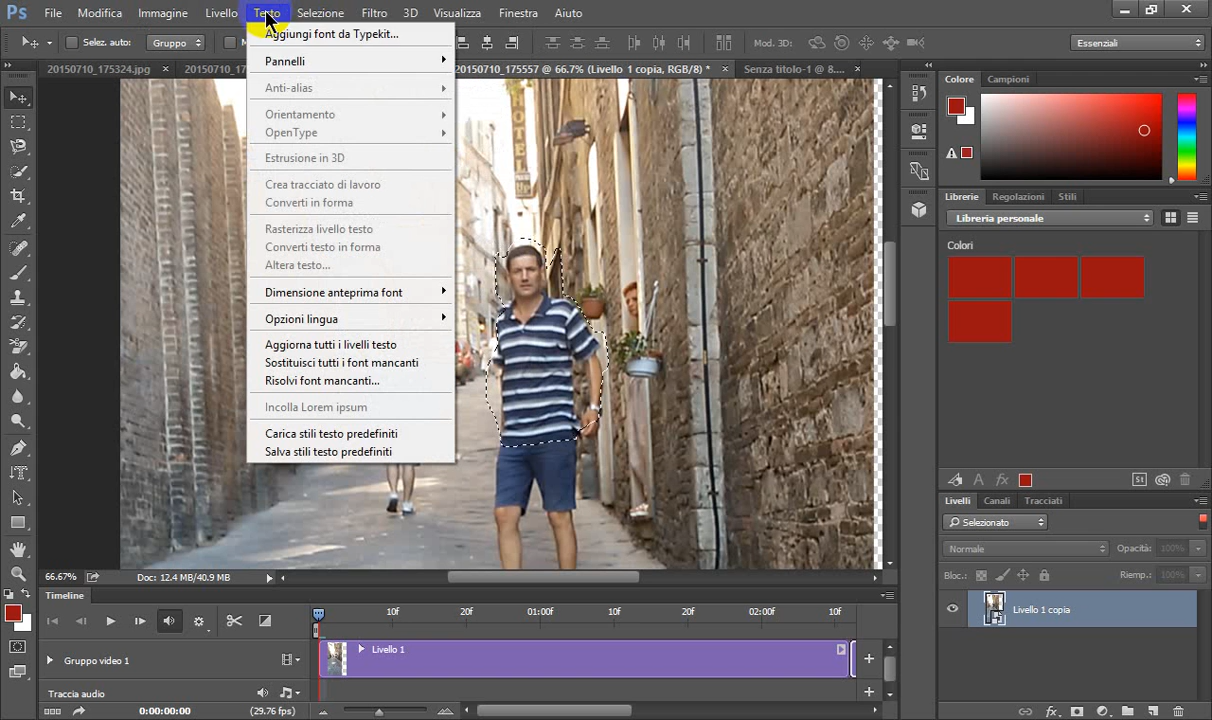 Ps File Modifica Immagine Livello Testo Selezione Filtro 3D Visualizza Finestra Aiuto
Selez. auto: Gruppo M Mod. 3D: Essenziali
20150710_175324.jpg × 20150710_17 20150710_175557 @ 66.7% (Livello 1 copia, RGB/8) * × Senza titolo-1 @ 8.... ×
Aggiungi font da Typekit...
Pannelli
Anti-alias
Orientamento
OpenType
Estrusione in 3D
Crea tracciato di lavoro
Converti in forma
Rasterizza livello testo
Converti testo in forma
Altera testo...
Dimensione anteprima font
Opzioni lingua
Aggiorna tutti i livelli testo
Sostituisci tutti i font mancanti
Risolvi font mancanti...
Incolla Lorem ipsum
Carica stili testo predefiniti
Salva stili testo predefiniti
HOTEL
Colore Campioni
Librerie Regolazioni Stili
Libreria personale
Colori
A fx St
Livelli Canali Tracciati
Selezionato
Normale Opacità: 100%
Bloc.: Riemp.: 100%
Livello 1 copia
fx
66.67% Doc: 12.4 MB/40.9 MB
Timeline
10f 20f 01:00f 10f 20f 02:00f 10f
Gruppo video 1
Livello 1
Traccia audio
0:00:00:00 (29.76 fps)